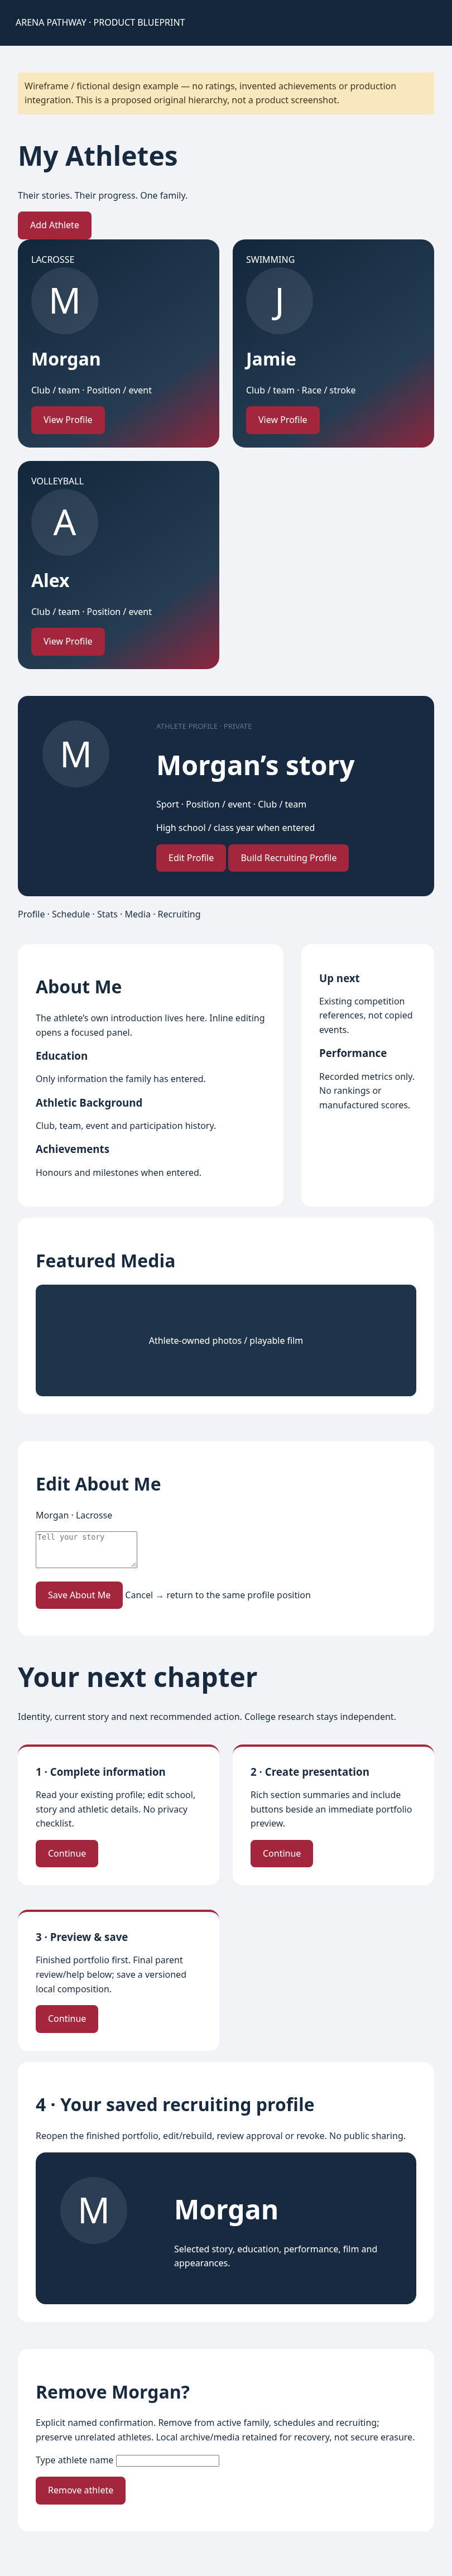 ARENA PATHWAY · PRODUCT BLUEPRINT
Wireframe / fictional design example — no ratings, invented achievements or production
integration. This is a proposed original hierarchy, not a product screenshot.
My Athletes
Their stories. Their progress. One family.
Add Athlete
LACROSSE
M
Morgan
Club / team · Position / event
View Profile
SWIMMING
J
Jamie
Club / team · Race / stroke
View Profile
VOLLEYBALL
A
Alex
Club / team · Position / event
View Profile
M
ATHLETE PROFILE · PRIVATE
Morgan’s story
Sport · Position / event · Club / team
High school / class year when entered
Edit Profile
Build Recruiting Profile
Profile · Schedule · Stats · Media · Recruiting
About Me
The athlete’s own introduction lives here. Inline editing
opens a focused panel.
Education
Only information the family has entered.
Athletic Background
Club, team, event and participation history.
Achievements
Honours and milestones when entered.
Up next
Existing competition
references, not copied
events.
Performance
Recorded metrics only.
No rankings or
manufactured scores.
Featured Media
Athlete-owned photos / playable film
Edit About Me
Morgan · Lacrosse
Tell your story
Save About Me
Cancel → return to the same profile position
Your next chapter
Identity, current story and next recommended action. College research stays independent.
1 · Complete information
Read your existing profile; edit school,
story and athletic details. No privacy
checklist.
Continue
2 · Create presentation
Rich section summaries and include
buttons beside an immediate portfolio
preview.
Continue
3 · Preview & save
Finished portfolio first. Final parent
review/help below; save a versioned
local composition.
Continue
4 · Your saved recruiting profile
Reopen the finished portfolio, edit/rebuild, review approval or revoke. No public sharing.
M
Morgan
Selected story, education, performance, film and
appearances.
Remove Morgan?
Explicit named confirmation. Remove from active family, schedules and recruiting;
preserve unrelated athletes. Local archive/media retained for recovery, not secure erasure.
Type athlete name
Remove athlete